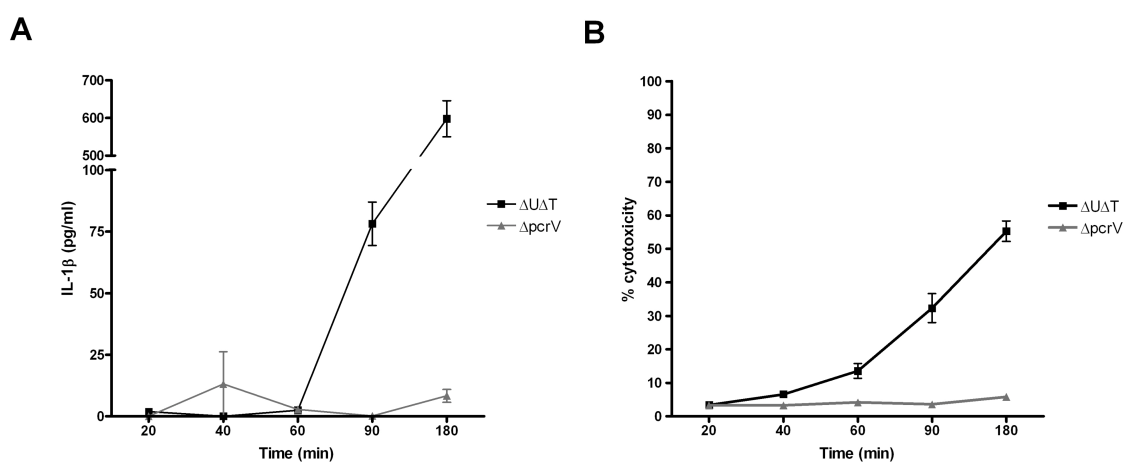 A
B
700
600
500
100
75
50
25
0
IL-1β (pg/ml)
20 40 60 90 180
Time (min)
ΔUΔT
ΔpcrV
100
90
80
70
60
50
40
30
20
10
0
% cytotoxicity
20 40 60 90 180
Time (min)
ΔUΔT
ΔpcrV